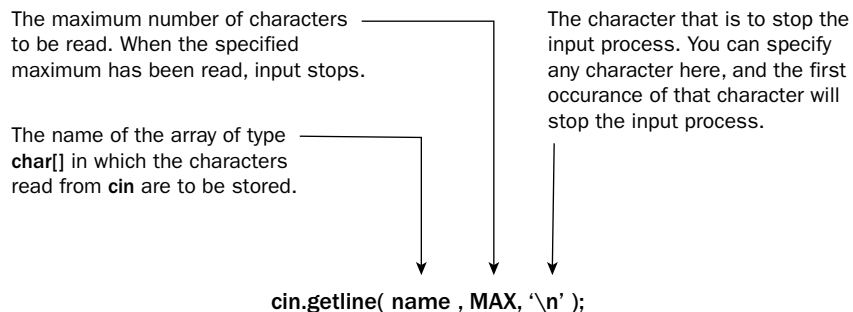 The maximum number of characters
to be read. When the specified
maximum has been read, input stops.
The name of the array of type
char[] in which the characters
read from cin are to be stored.
The character that is to stop the
input process. You can specify
any character here, and the first
occurance of that character will
stop the input process.
cin.getline( name , MAX, ‘\n’ );